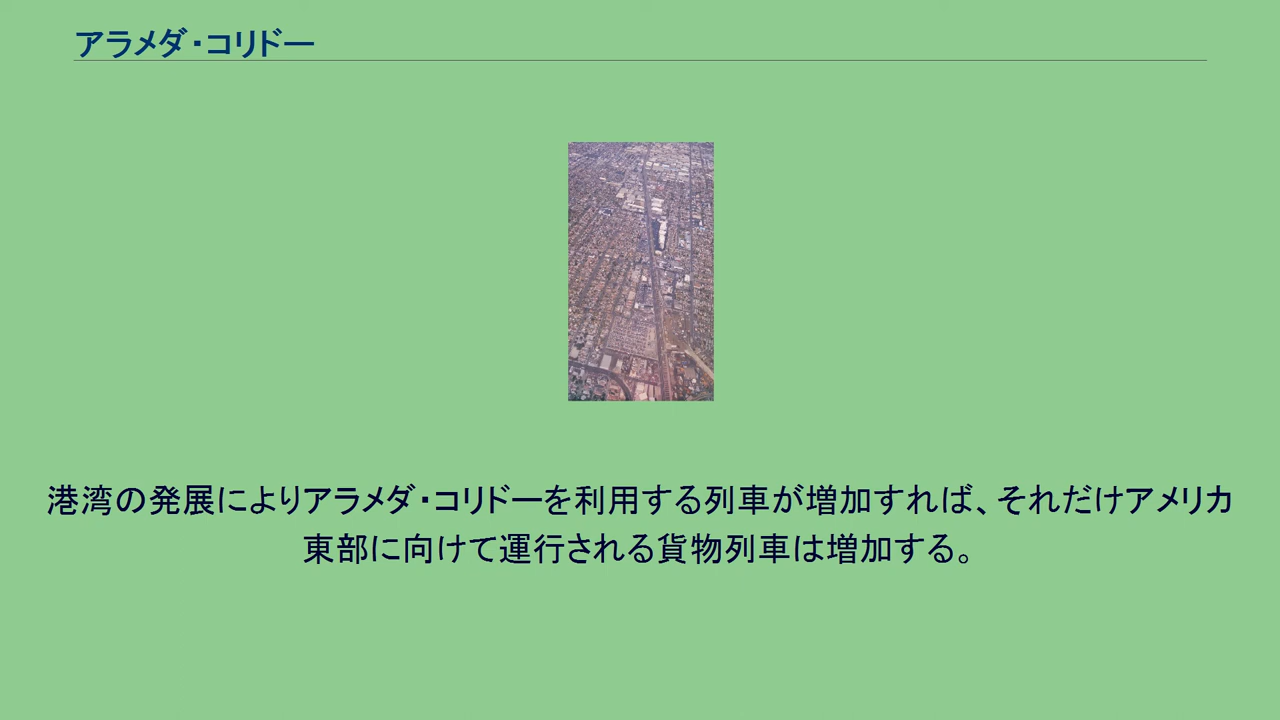 アラメダ・コリドー
港湾の発展によりアラメダ・コリドーを利用する列車が増加すれば、それだけアメリカ
東部に向けて運行される貨物列車は増加する。